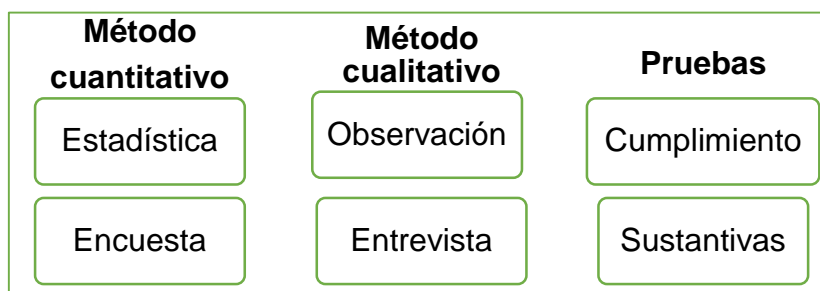 Método
cuantitativo
Estadística
Encuesta
Método
cualitativo
Observación
Entrevista
Pruebas
Cumplimiento
Sustantivas